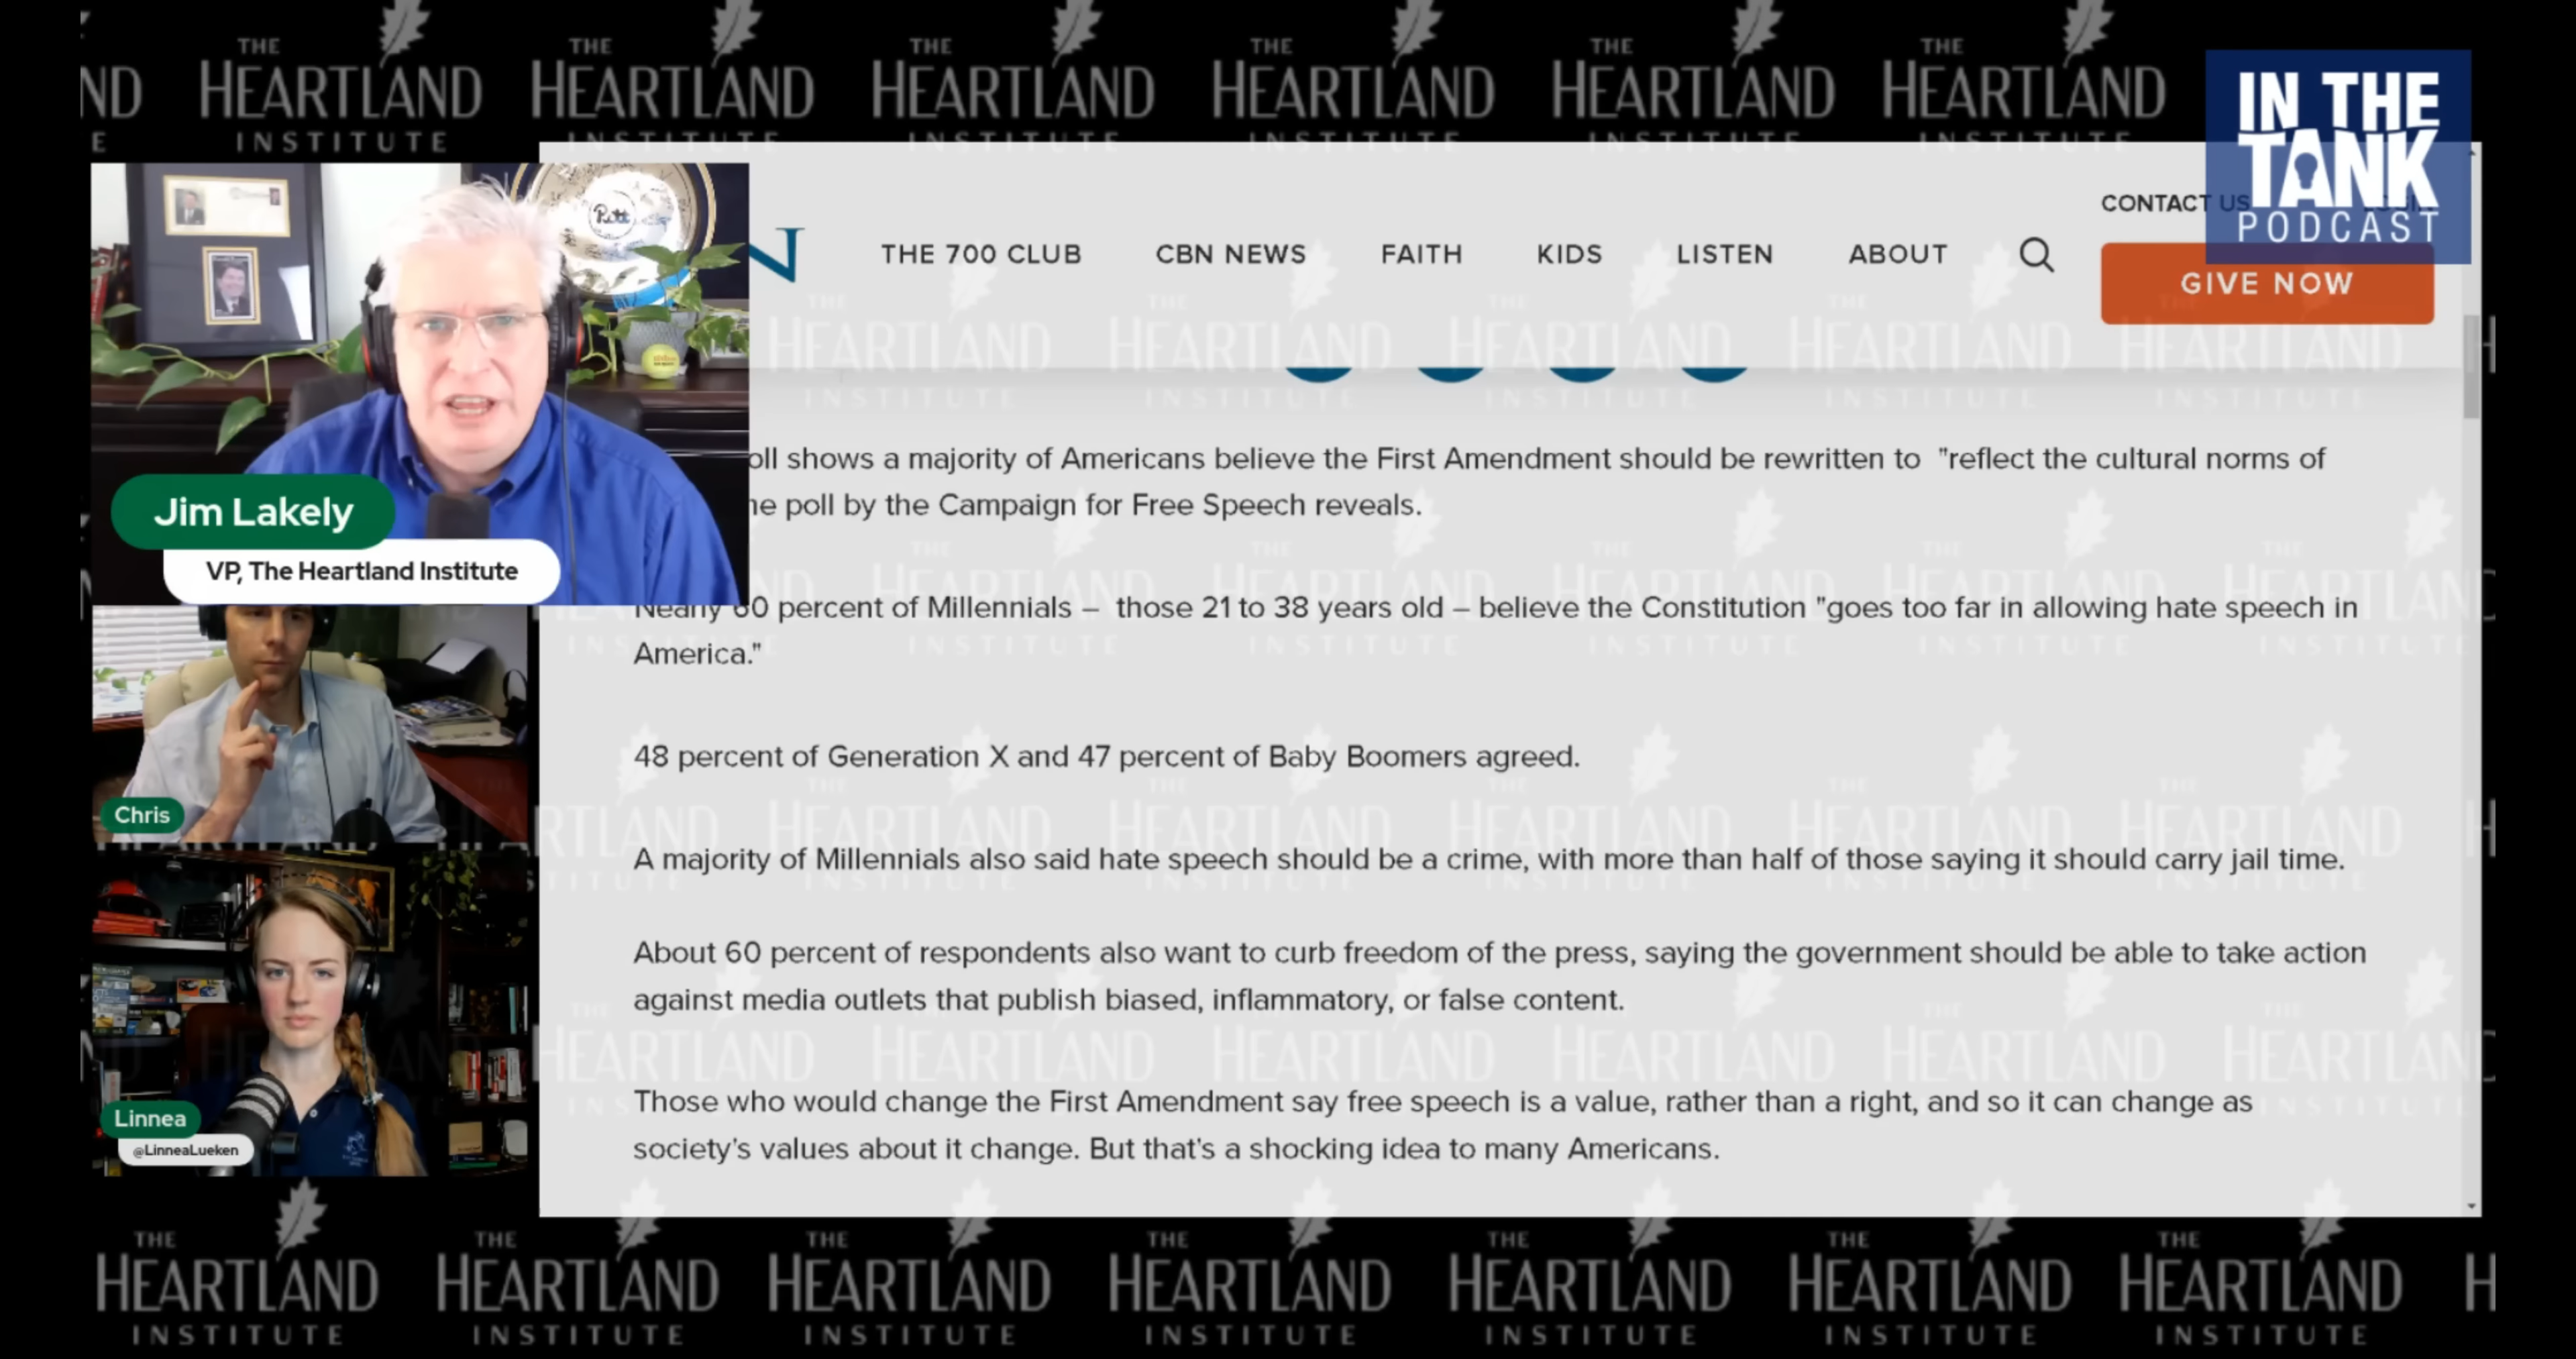 THE HEARTLAND INSTITUTE
IN THE
TANK
PODCAST
CONTACT US
N
THE 700 CLUB
CBN NEWS
FAITH
KIDS
LISTEN
ABOUT
GIVE NOW
Pitt
oll shows a majority of Americans believe the First Amendment should be rewritten to "reflect the cultural norms of
he poll by the Campaign for Free Speech reveals.
Nearly 60 percent of Millennials – those 21 to 38 years old – believe the Constitution "goes too far in allowing hate speech in
America."
48 percent of Generation X and 47 percent of Baby Boomers agreed.
A majority of Millennials also said hate speech should be a crime, with more than half of those saying it should carry jail time.
About 60 percent of respondents also want to curb freedom of the press, saying the government should be able to take action
against media outlets that publish biased, inflammatory, or false content.
Those who would change the First Amendment say free speech is a value, rather than a right, and so it can change as
society's values about it change. But that's a shocking idea to many Americans.
Jim Lakely
VP, The Heartland Institute
Chris
Linnea
@LinneaLueken
THE HEARTLAND INSTITUTE